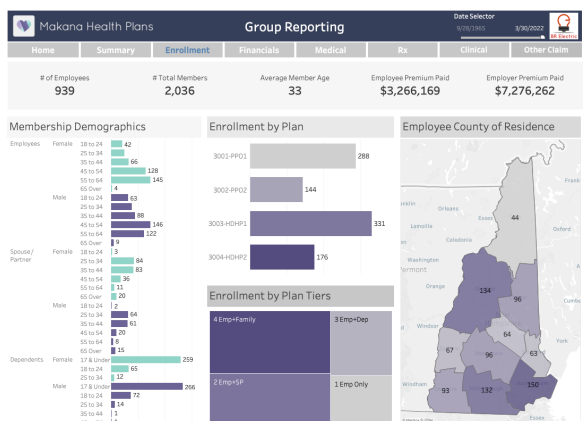 Makana Health Plans
Group Reporting
Date Selector
9/28/1965 3/30/2022
BR Electric
Home Summary Enrollment Financials Medical Rx Clinical Other Claim
# of Employees # Total Members Average Member Age Employee Premium Paid Employer Premium Paid
939 2,036 33 $3,266,169 $7,276,262
Membership Demographics
Employees Female 18 to 24 42
25 to 34
35 to 44 66
45 to 54 128
55 to 64 145
65 Over 4
Male 18 to 24 63
25 to 34
35 to 44 88
45 to 54 146
55 to 64 122
65 Over 9
Spouse/
Partner
Female 18 to 24 3
25 to 34 84
35 to 44 83
45 to 54 36
55 to 64 11
65 Over 20
Male 18 to 24 2
25 to 34 64
35 to 44 61
45 to 54 20
55 to 64 8
65 Over 15
Dependents Female 17 & Under 259
18 to 24 65
25 to 34 12
Male 17 & Under 266
18 to 24 72
25 to 34 14
35 to 44 1
Enrollment by Plan
3001-PPO1 288
3002-PPO2 144
3003-HDHP1 331
3004-HDHP2 176
Enrollment by Plan Tiers
4 Emp+Family
3 Emp+Dep
2 Emp+SP
1 Emp Only
Employee County of Residence
Frank
Orleans
Essex
44
Oxford
Lamoille
Caledonia
Washington
Vermont
Orange
134
96
Cumbe
Windsor
64
York
67
96
63
Windham
93
132
150
Essex